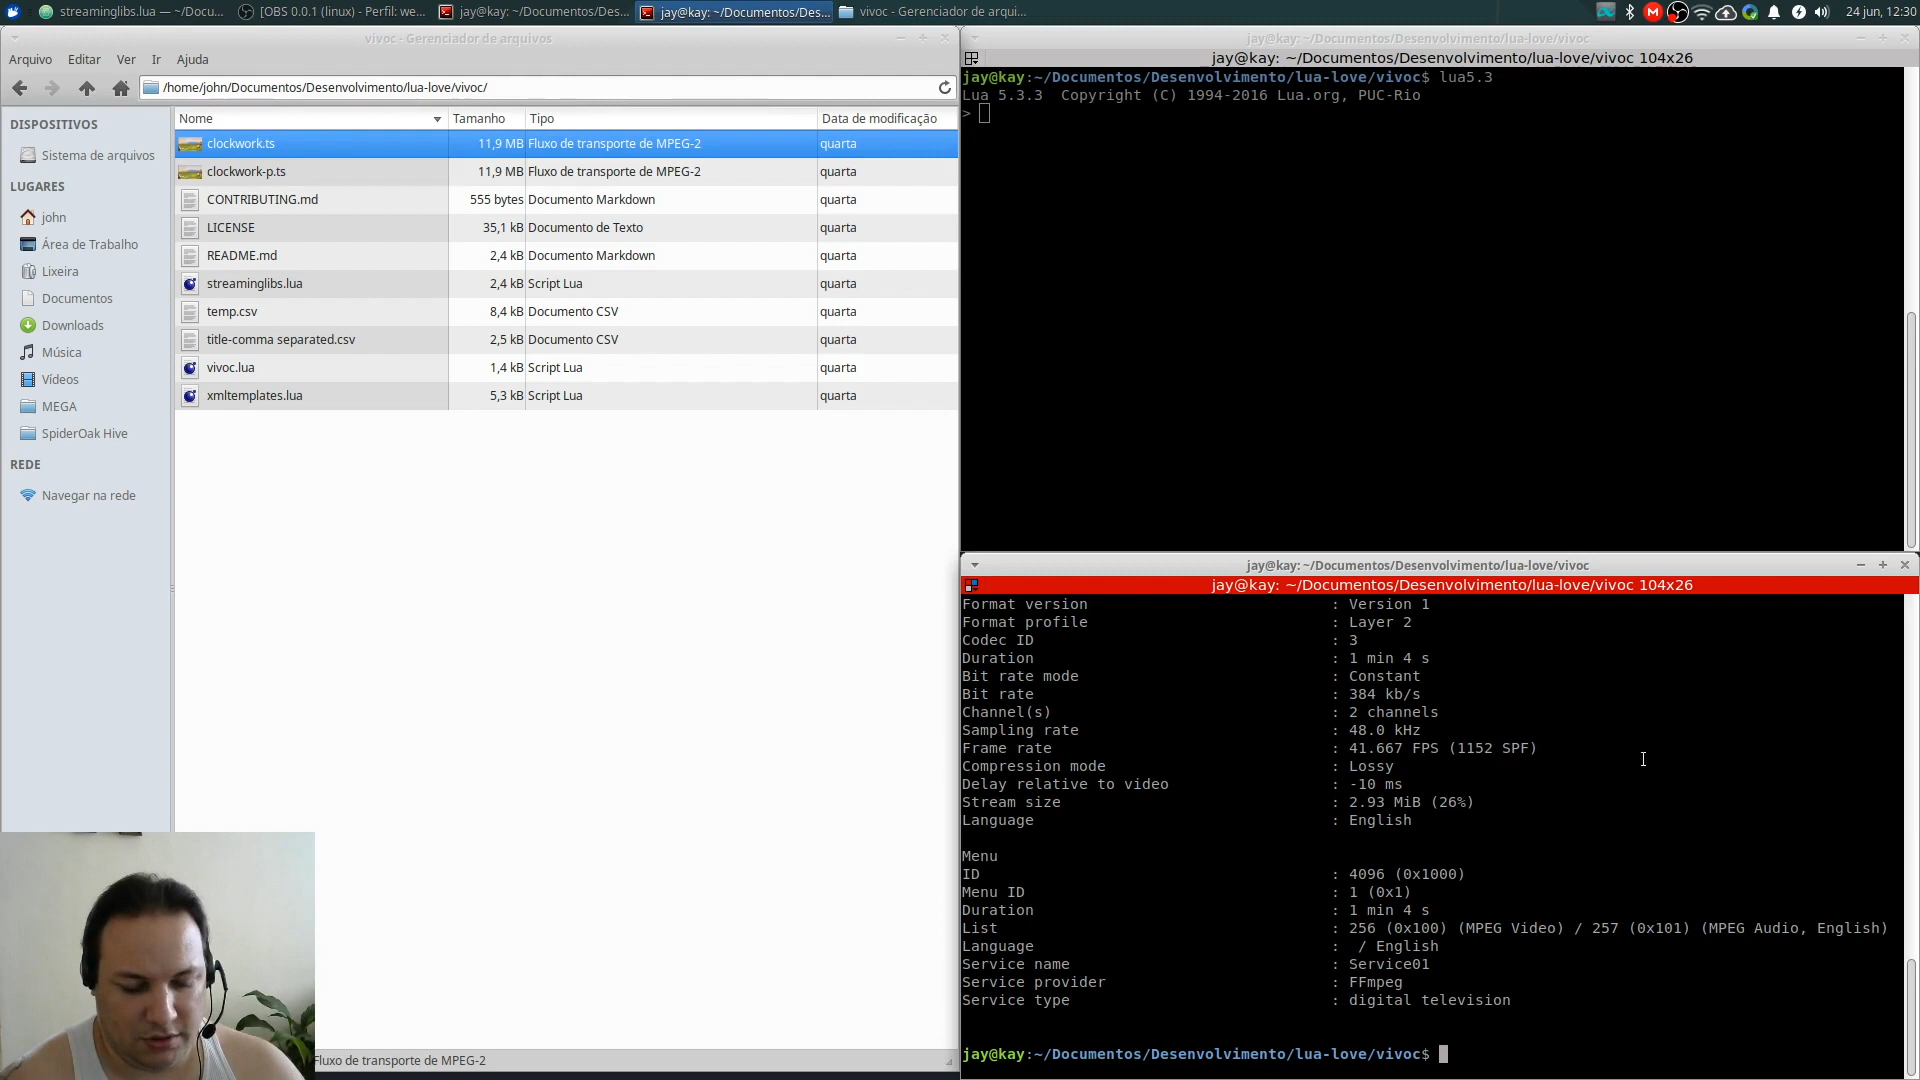 streaminglibs.lua — ~/Docu...
[OBS 0.0.1 (linux) - Perfil: we...
jay@kay: ~/Documentos/Des...
jay@kay: ~/Documentos/Des...
vivoc - Gerenciador de arqui...
24 jun, 12:30
vivoc - Gerenciador de arquivos
Arquivo Editar Ver Ir Ajuda
/home/john/Documentos/Desenvolvimento/lua-love/vivoc/
DISPOSITIVOS
Sistema de arquivos
LUGARES
john
Área de Trabalho
Lixeira
Documentos
Downloads
Música
Vídeos
MEGA
SpiderOak Hive
REDE
Navegar na rede
Nome Tamanho Tipo Data de modificação
clockwork.ts 11,9 MB Fluxo de transporte de MPEG-2 quarta
clockwork-p.ts 11,9 MB Fluxo de transporte de MPEG-2 quarta
CONTRIBUTING.md 555 bytes Documento Markdown quarta
LICENSE 35,1 kB Documento de Texto quarta
README.md 2,4 kB Documento Markdown quarta
streaminglibs.lua 2,4 kB Script Lua quarta
temp.csv 8,4 kB Documento CSV quarta
title-comma separated.csv 2,5 kB Documento CSV quarta
vivoc.lua 1,4 kB Script Lua quarta
xmltemplates.lua 5,3 kB Script Lua quarta
Fluxo de transporte de MPEG-2
jay@kay: ~/Documentos/Desenvolvimento/lua-love/vivoc
jay@kay: ~/Documentos/Desenvolvimento/lua-love/vivoc 104x26
jay@kay:~/Documentos/Desenvolvimento/lua-love/vivoc$ lua5.3
Lua 5.3.3  Copyright (C) 1994-2016 Lua.org, PUC-Rio
>
jay@kay: ~/Documentos/Desenvolvimento/lua-love/vivoc
jay@kay: ~/Documentos/Desenvolvimento/lua-love/vivoc 104x26
Format version : Version 1
Format profile : Layer 2
Codec ID : 3
Duration : 1 min 4 s
Bit rate mode : Constant
Bit rate : 384 kb/s
Channel(s) : 2 channels
Sampling rate : 48.0 kHz
Frame rate : 41.667 FPS (1152 SPF)
Compression mode : Lossy
Delay relative to video : -10 ms
Stream size : 2.93 MiB (26%)
Language : English
Menu
ID : 4096 (0x1000)
Menu ID : 1 (0x1)
Duration : 1 min 4 s
List : 256 (0x100) (MPEG Video) / 257 (0x101) (MPEG Audio, English)
Language :  / English
Service name : Service01
Service provider : FFmpeg
Service type : digital television
jay@kay:~/Documentos/Desenvolvimento/lua-love/vivoc$